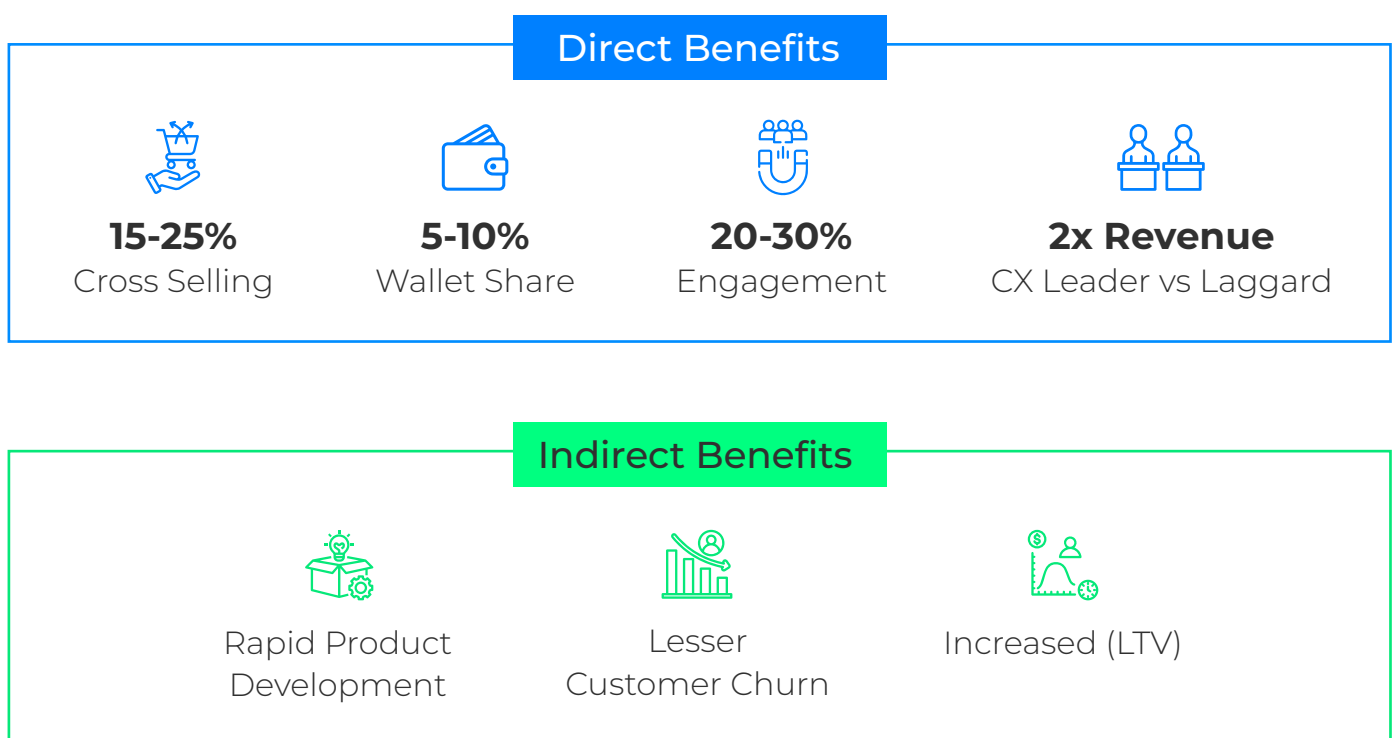 Direct Benefits
15-25%
Cross Selling
5-10%
Wallet Share
20-30%
Engagement
2x Revenue
CX Leader vs Laggard
Indirect Benefits
Rapid Product
Development
Lesser
Customer Churn
Increased (LTV)